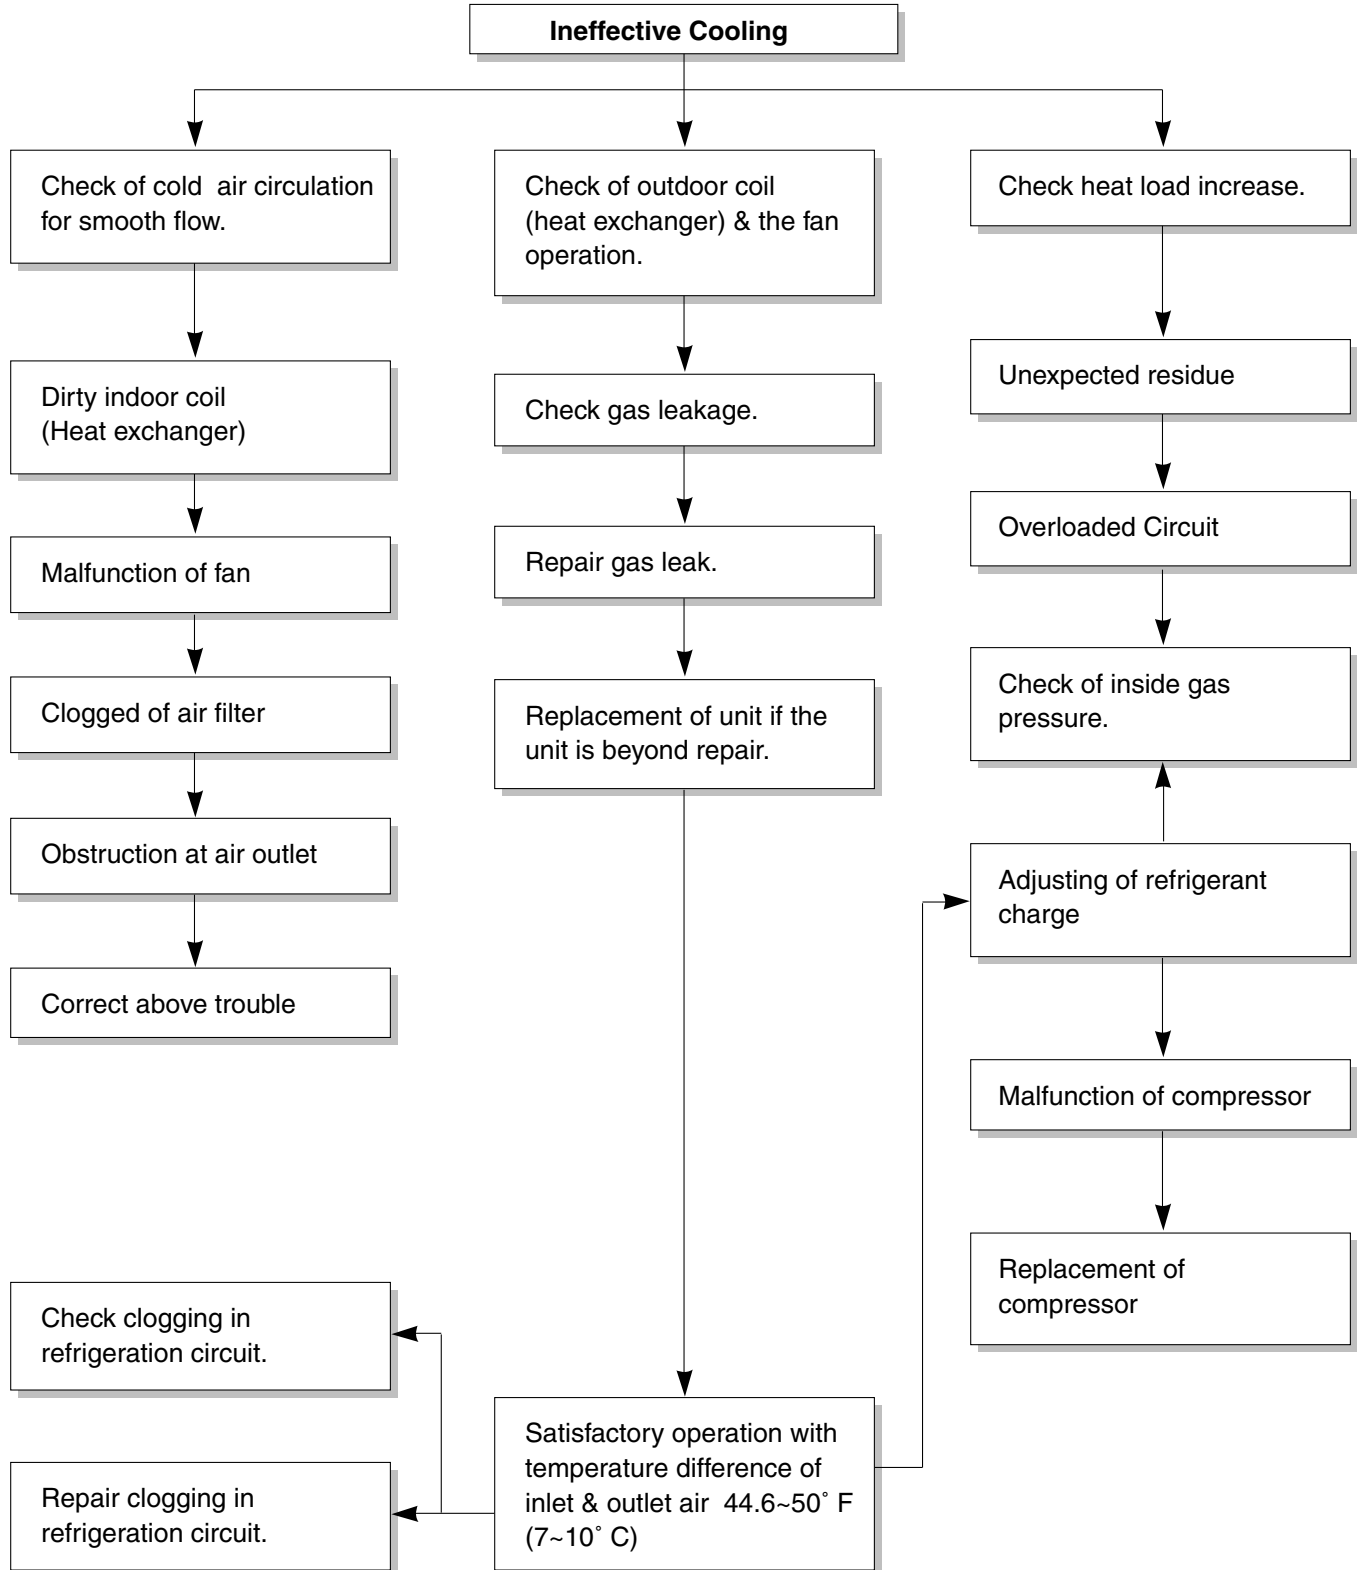 Ineffective Cooling
Check of cold air circulation
for smooth flow.
Dirty indoor coil
(Heat exchanger)
Malfunction of fan
Clogged of air filter
Obstruction at air outlet
Correct above trouble
Check clogging in
refrigeration circuit.
Repair clogging in
refrigeration circuit.
Check of outdoor coil
(heat exchanger) & the fan
operation.
Check gas leakage.
Repair gas leak.
Replacement of unit if the
unit is beyond repair.
Satisfactory operation with
temperature difference of
inlet & outlet air 44.6~50˚ F
(7~10˚ C)
Check heat load increase.
Unexpected residue
Overloaded Circuit
Check of inside gas
pressure.
Adjusting of refrigerant
charge
Malfunction of compressor
Replacement of
compressor